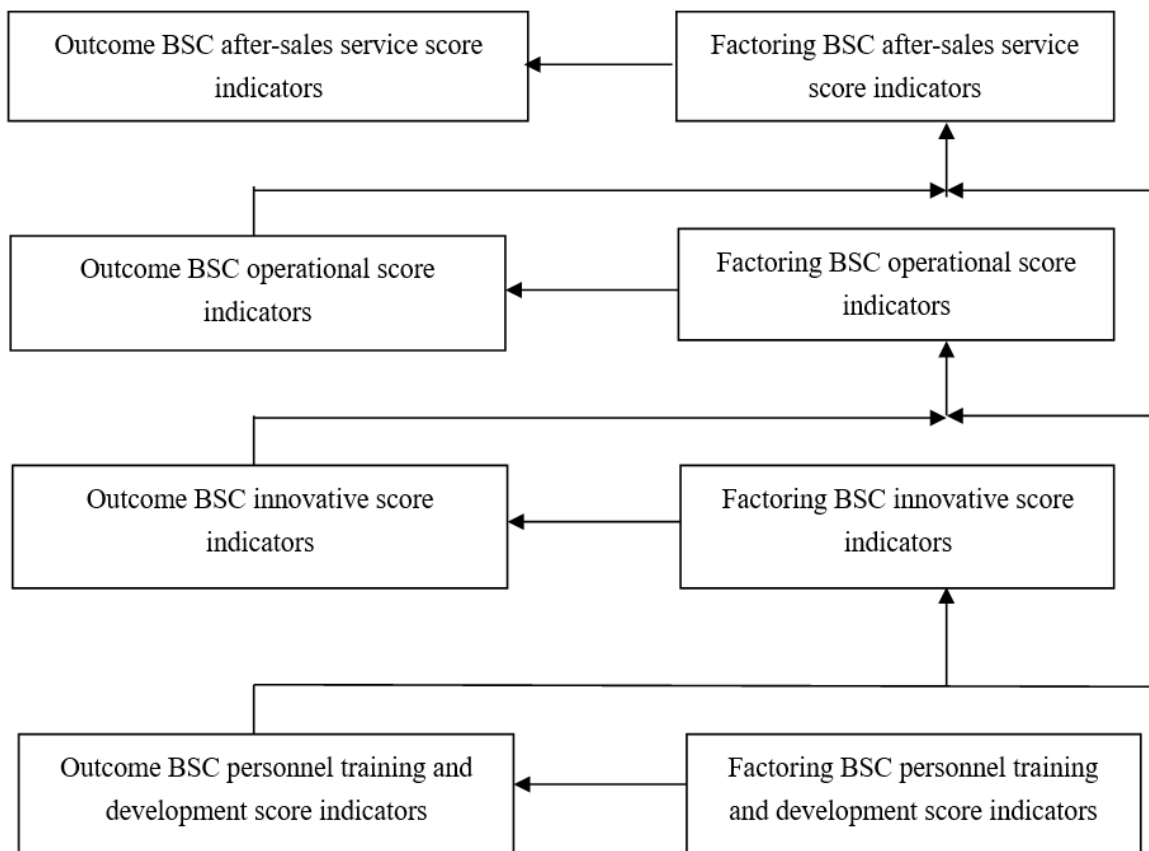 Outcome BSC after-sales service score
indicators
Factoring BSC after-sales service
score indicators
Outcome BSC operational score
indicators
Factoring BSC operational score
indicators
Outcome BSC innovative score
indicators
Factoring BSC innovative score
indicators
Outcome BSC personnel training and
development score indicators
Factoring BSC personnel training
and development score indicators